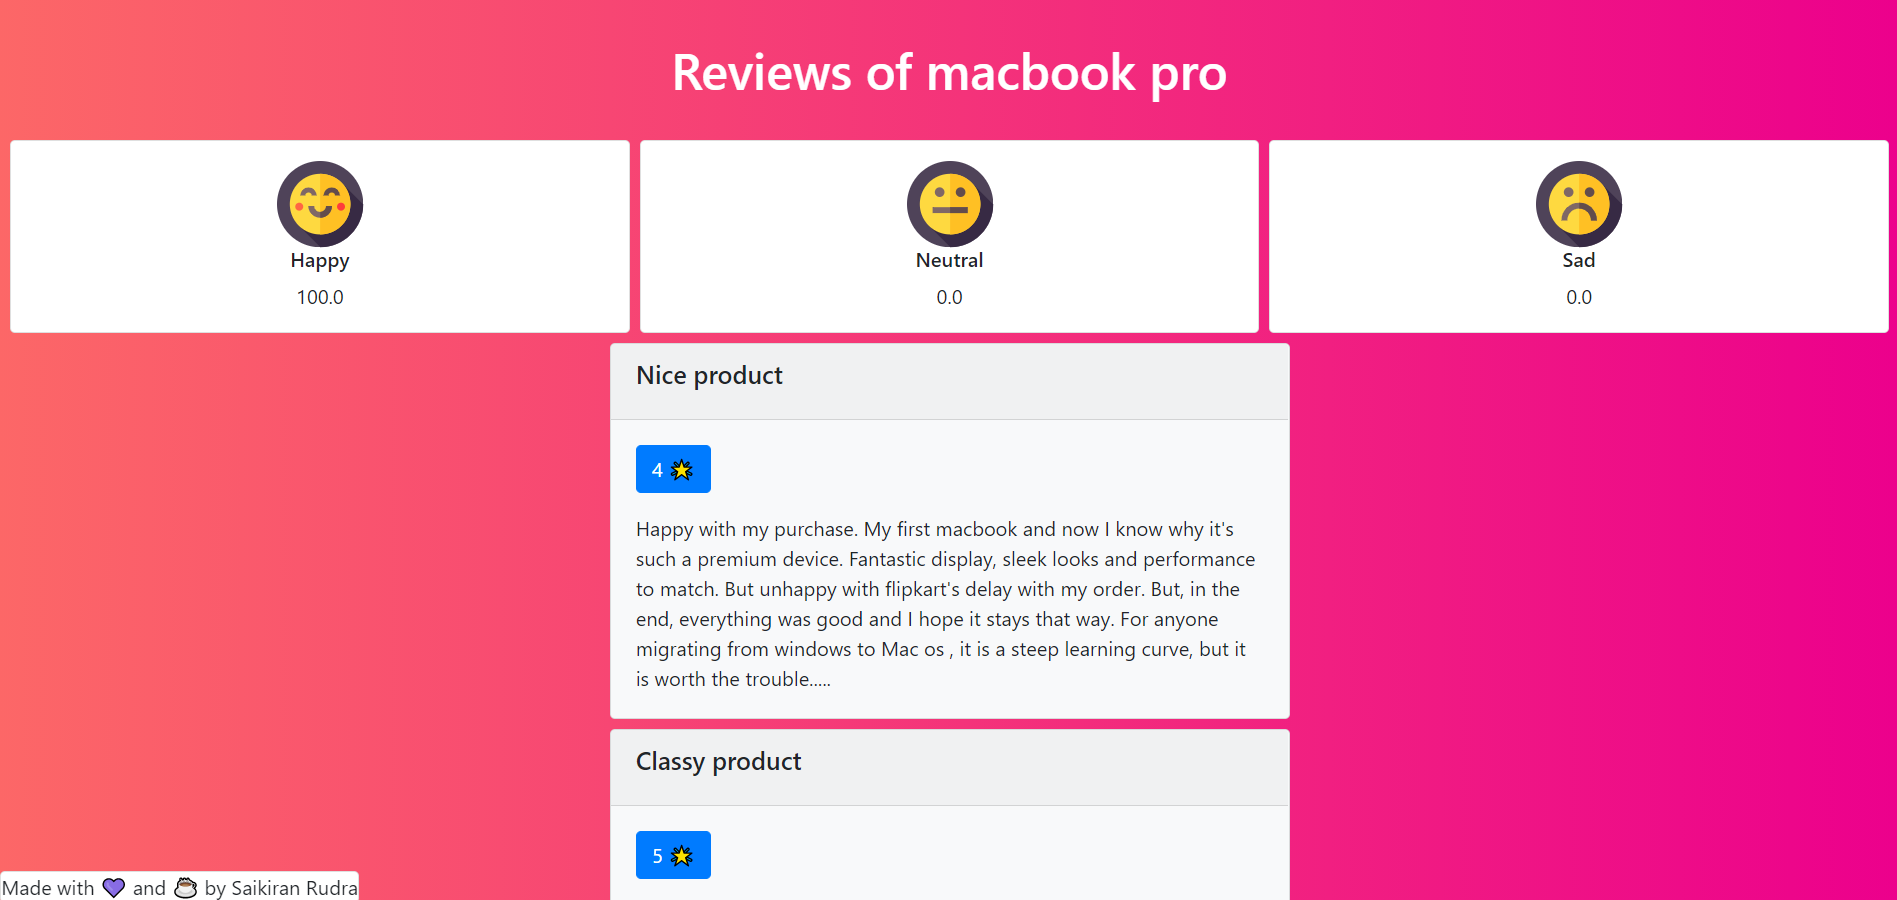 Reviews of macbook pro
Happy
100.0
Neutral
0.0
Sad
0.0
Nice product
4
Happy with my purchase. My first macbook and now I know why it's
such a premium device. Fantastic display, sleek looks and performance
to match. But unhappy with flipkart's delay with my order. But, in the
end, everything was good and I hope it stays that way. For anyone
migrating from windows to Mac os , it is a steep learning curve, but it
is worth the trouble.....
Classy product
5
Made with 💜 and ☕ by Saikiran Rudra